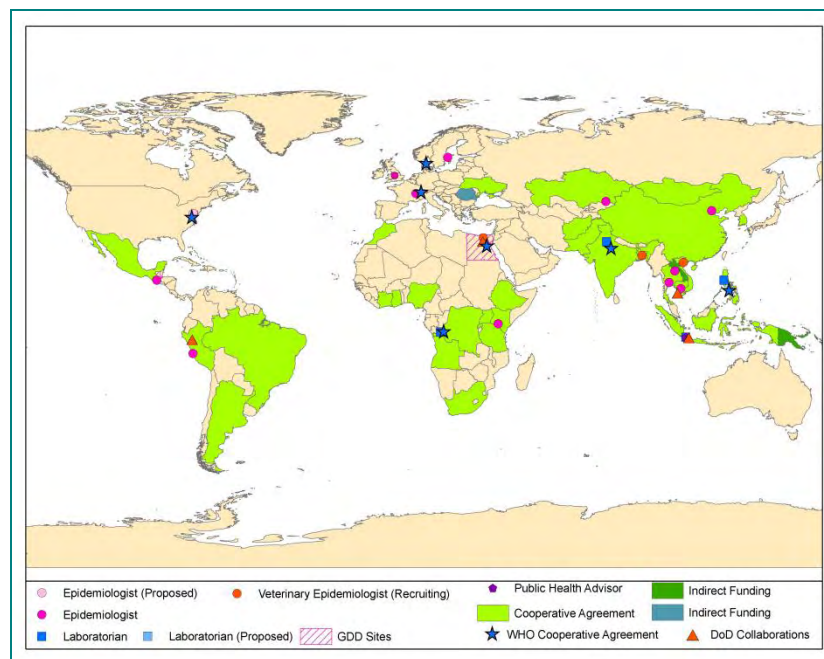 Epidemiologist (Proposed)
Veterinary Epidemiologist (Recruiting)
Public Health Advisor
Indirect Funding
Epidemiologist
Cooperative Agreement
Indirect Funding
Laboratorian
Laboratorian (Proposed)
GDD Sites
WHO Cooperative Agreement
DoD Collaborations